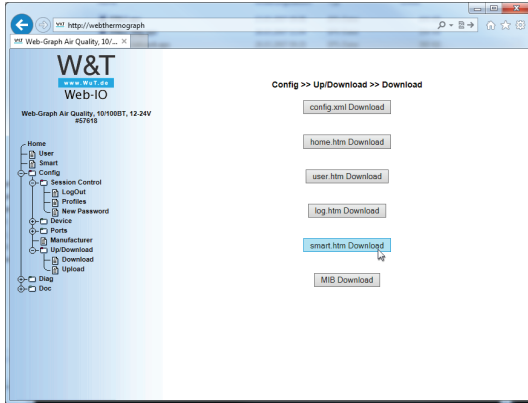 http://webthermograph
W&T Web-Graph Air Quality, 10/...
W&T
www.WuT.de
Web-IO
Web-Graph Air Quality, 10/100BT, 12-24V
#57618
Home
User
Smart
Config
Session Control
LogOut
Profiles
New Password
Device
Ports
Manufacturer
Up/Download
Download
Upload
Diag
Doc
Config >> Up/Download >> Download
config.xml Download
home.htm Download
user.htm Download
log.htm Download
smart.htm Download
MIB Download